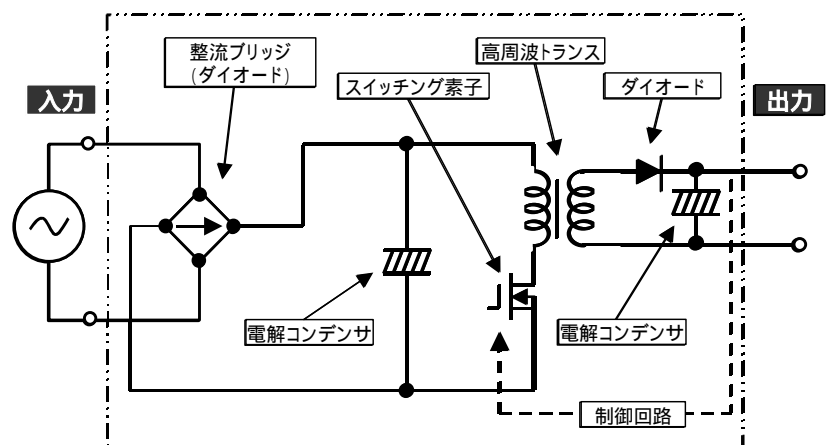 整流ブリッジ
(ダイオード)
高周波トランス
スイッチング素子
ダイオード
入力
出力
電解コンデンサ
電解コンデンサ
制御回路